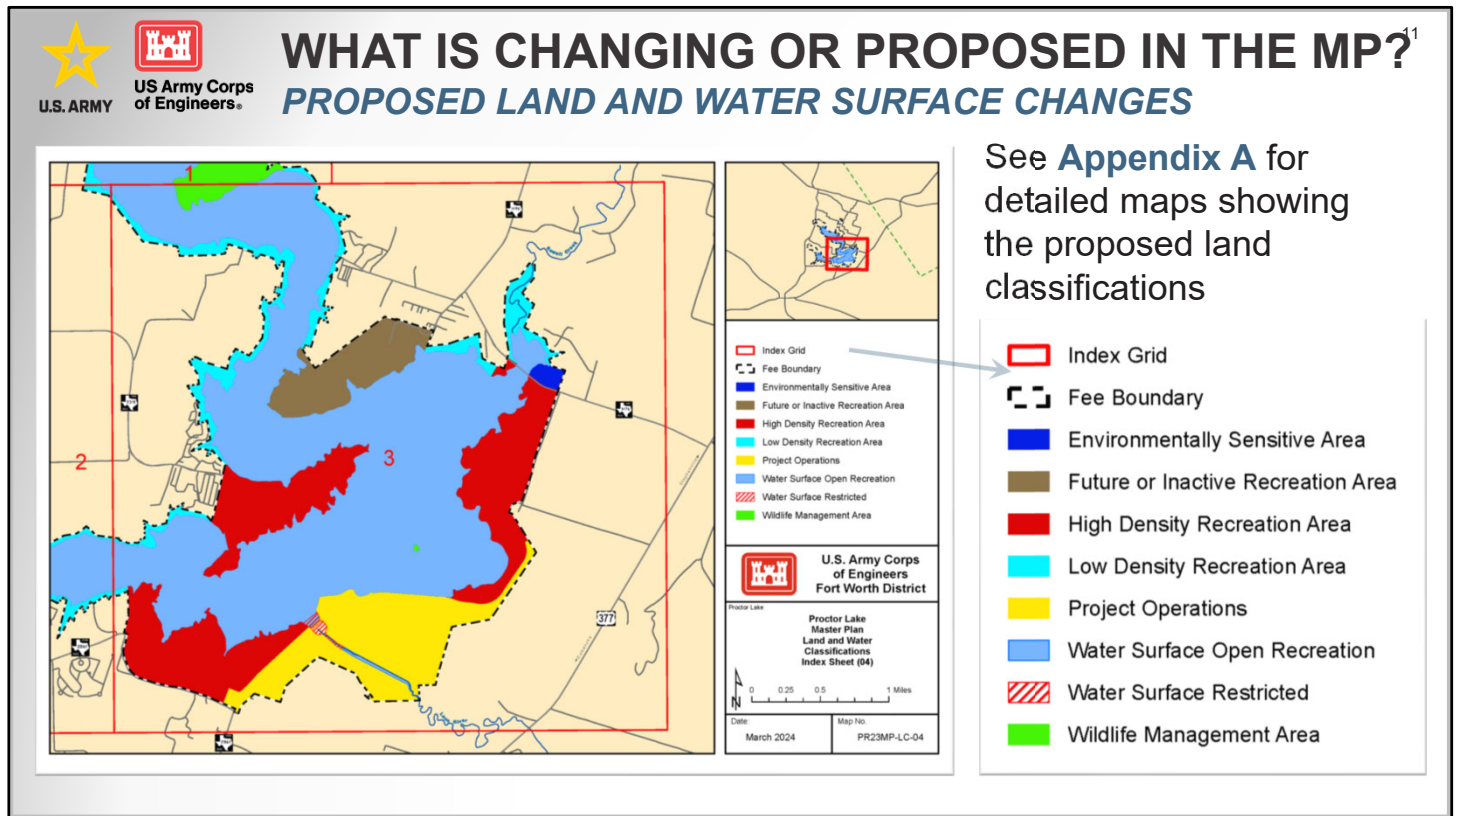 11
WHAT IS CHANGING OR PROPOSED IN THE MP?
PROPOSED LAND AND WATER SURFACE CHANGES
U.S. ARMY
US Army Corps
of Engineers®
See Appendix A for
detailed maps showing
the proposed land
classifications
1
2
3
377
Index Grid
Fee Boundary
Environmentally Sensitive Area
Future or Inactive Recreation Area
High Density Recreation Area
Low Density Recreation Area
Project Operations
Water Surface Open Recreation
Water Surface Restricted
Wildlife Management Area
U.S. Army Corps
of Engineers
Fort Worth District
Proctor Lake
Proctor Lake
Master Plan
Land and Water
Classifications
Index Sheet (04)
N
0 0.25 0.5 1 Miles
Date:
March 2024
Map No.
PR23MP-LC-04
Index Grid
Fee Boundary
Environmentally Sensitive Area
Future or Inactive Recreation Area
High Density Recreation Area
Low Density Recreation Area
Project Operations
Water Surface Open Recreation
Water Surface Restricted
Wildlife Management Area